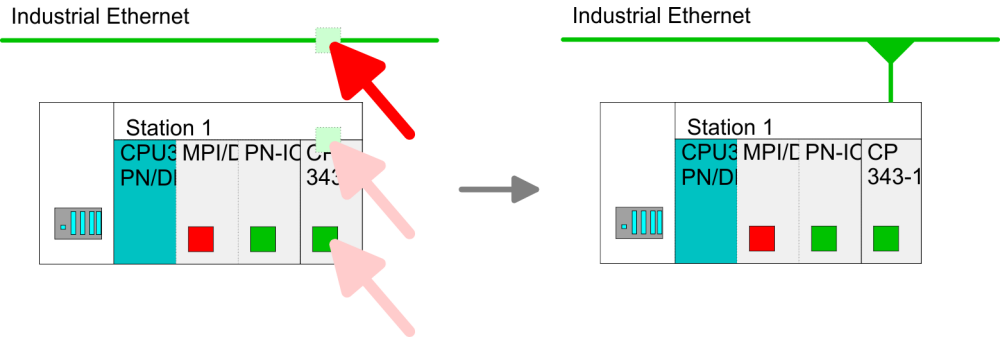 Industrial Ethernet
Station 1
CPU3 MPI/D PN-IO CP
PN/DI 343
Industrial Ethernet
Station 1
CPU3 MPI/D PN-IO CP
PN/DI 343-1